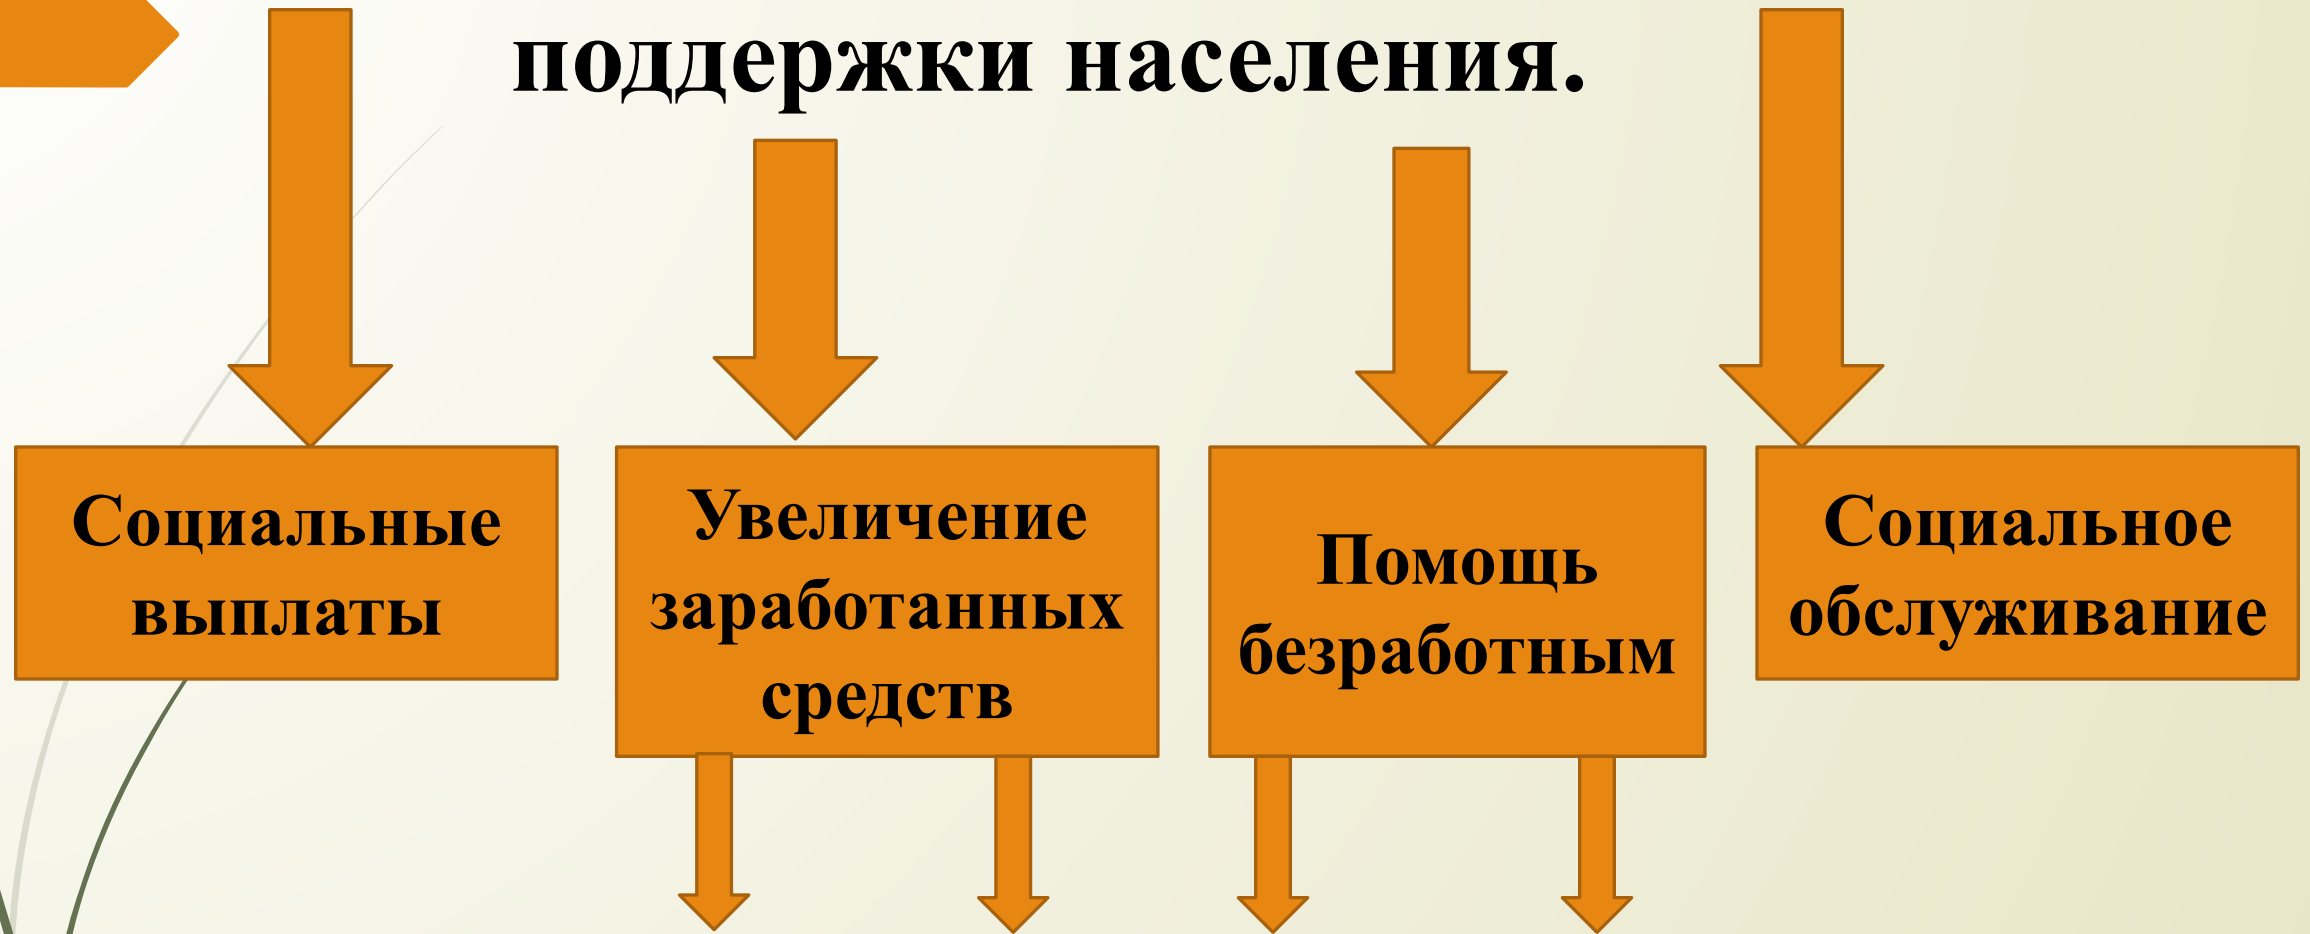 поддержки населения.
Социальные
выплаты
Увеличение
заработанных
средств
Помощь
безработным
Социальное
обслуживание